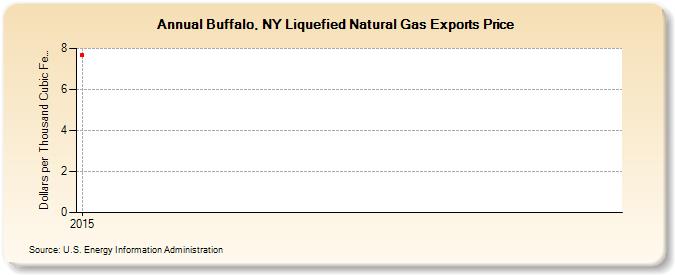 Annual Buffalo, NY Liquefied Natural Gas Exports Price
Dollars per Thousand Cubic Fe...
8
6
4
2
0
2015
Source: U.S. Energy Information Administration